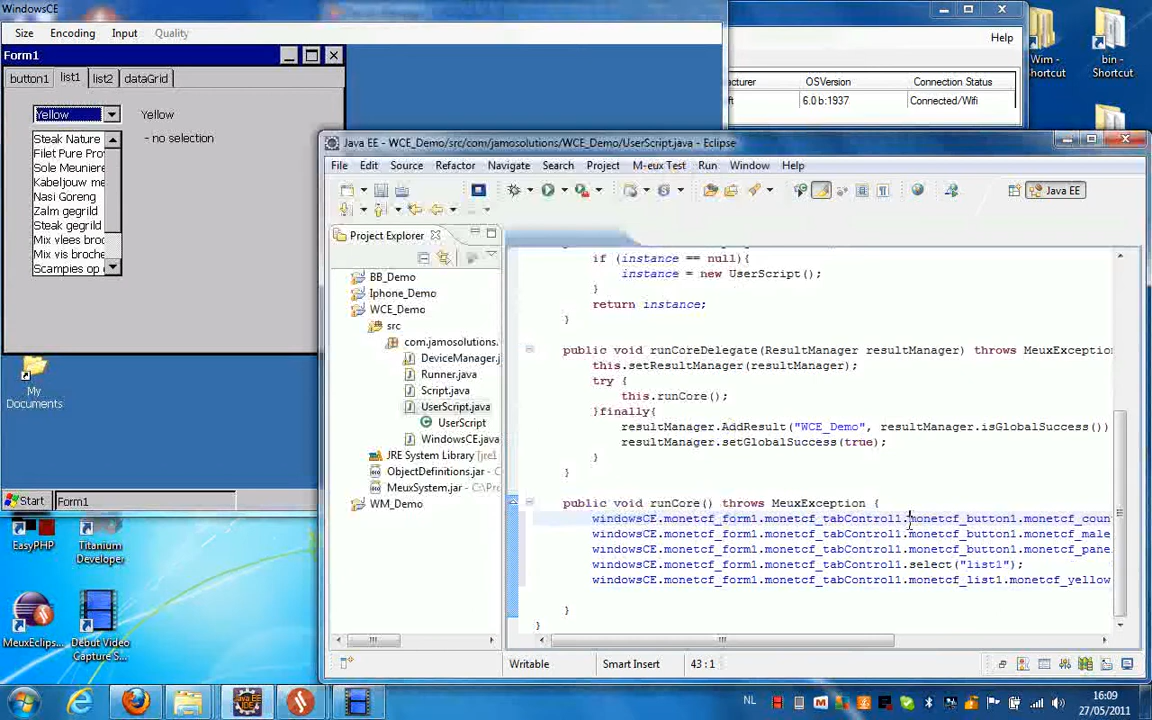 WindowsCE
Size Encoding Input Quality
Form1
button1 list1 list2 dataGrid
Yellow
Yellow
- no selection
Steak Nature
Filet Pure Pro
Sole Meuniere
Kabeljouw me
Nasi Goreng
Zalm gegrild
Steak gegrild
Mix vlees broc
Mix vis broche
Scampies op
My
Documents
Start Form1
Help
acturer OSVersion Connection Status
ft 6.0 b:1937 Connected/Wifi
Wim -
hortcut
bin -
Shortcut
Java EE - WCE_Demo/src/com/jamosolutions/WCE_Demo/UserScript.java - Eclipse
File Edit Source Refactor Navigate Search Project M-eux Test Run Window Help
Java EE
Project Explorer
BB_Demo
Iphone_Demo
WCE_Demo
src
com.jamosolutions.
DeviceManager.j
Runner.java
Script.java
UserScript.java
UserScript
WindowsCE.java
JRE System Library [jre1
ObjectDefinitions.jar -
MeuxSystem.jar - C:\Pro
WM_Demo
if (instance == null){
instance = new UserScript();
}
return instance;
}
public void runCoreDelegate(ResultManager resultManager) throws MeuxException
this.setResultManager(resultManager);
try {
this.runCore();
}finally{
resultManager.AddResult("WCE_Demo", resultManager.isGlobalSuccess())
resultManager.setGlobalSuccess(true);
}
}
public void runCore() throws MeuxException {
windowsCE.monetcf_form1.monetcf_tabControl1.monetcf_button1.monetcf_coun
windowsCE.monetcf_form1.monetcf_tabControl1.monetcf_button1.monetcf_male
windowsCE.monetcf_form1.monetcf_tabControl1.monetcf_button1.monetcf_pane
windowsCE.monetcf_form1.monetcf_tabControl1.select("list1");
windowsCE.monetcf_form1.monetcf_tabControl1.monetcf_list1.monetcf_yellow
}
}
Writable Smart Insert 43 : 1
EasyPHP
Titanium
Developer
MeuxEclips...
Debut Video
Capture S...
NL
16:09
27/05/2011